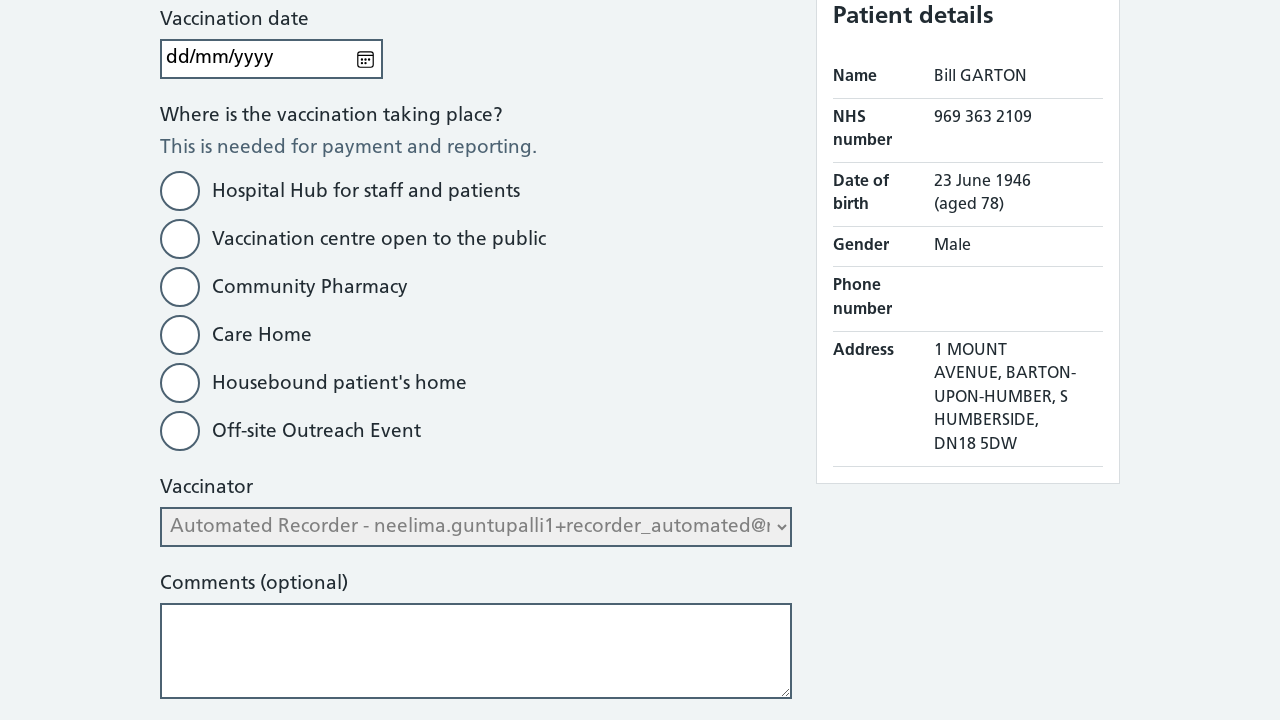 Vaccination date
dd/mm/yyyy
Where is the vaccination taking place?
This is needed for payment and reporting.
Hospital Hub for staff and patients
Vaccination centre open to the public
Community Pharmacy
Care Home
Housebound patient's home
Off-site Outreach Event
Vaccinator
Automated Recorder - neelima.guntupalli1+recorder_automated@
Comments (optional)
Patient details
Name Bill GARTON
NHS number 969 363 2109
Date of birth 23 June 1946
(aged 78)
Gender Male
Phone number
Address 1 MOUNT
AVENUE, BARTON-
UPON-HUMBER, S
HUMBERSIDE,
DN18 5DW